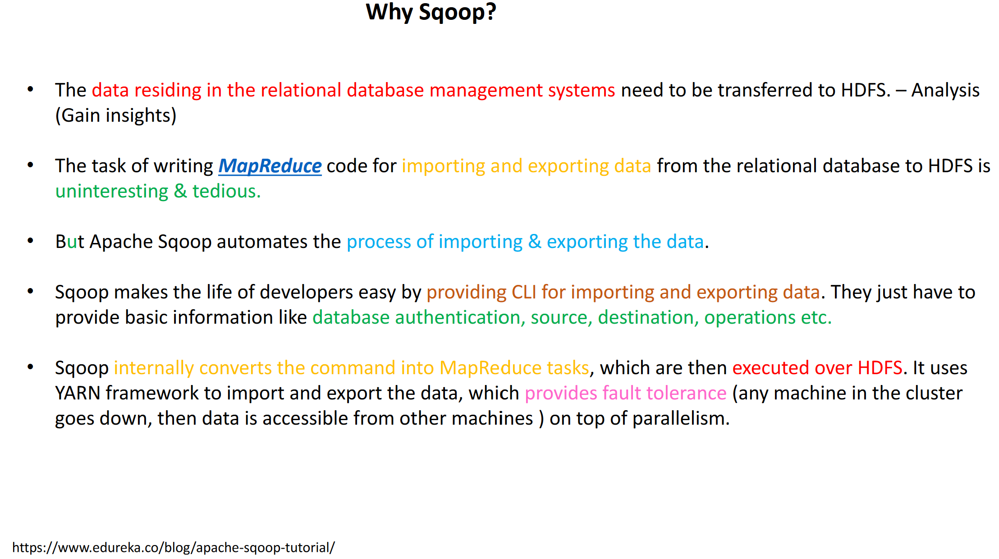 Why Sqoop?
• The data residing in the relational database management systems need to be transferred to HDFS. – Analysis
(Gain insights)
• The task of writing MapReduce code for importing and exporting data from the relational database to HDFS is
uninteresting & tedious.
• But Apache Sqoop automates the process of importing & exporting the data.
• Sqoop makes the life of developers easy by providing CLI for importing and exporting data. They just have to
provide basic information like database authentication, source, destination, operations etc.
• Sqoop internally converts the command into MapReduce tasks, which are then executed over HDFS. It uses
YARN framework to import and export the data, which provides fault tolerance (any machine in the cluster
goes down, then data is accessible from other machines ) on top of parallelism.
https://www.edureka.co/blog/apache-sqoop-tutorial/